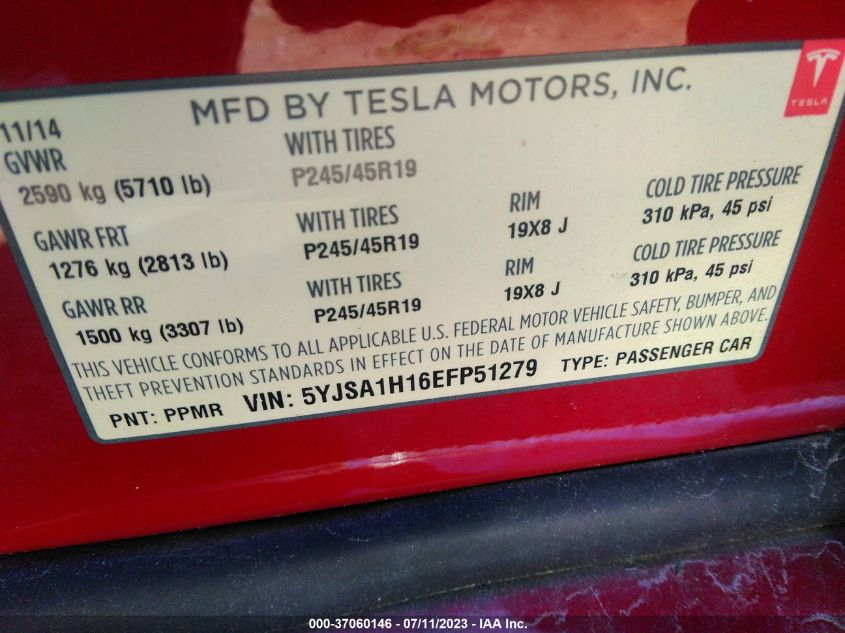 MFD BY TESLA MOTORS, INC.
TESLA
11/14
GVWR
2590 kg (5710 lb)
WITH TIRES
P245/45R19
GAWR FRT
1276 kg (2813 lb)
WITH TIRES
P245/45R19
RIM
19X8 J
COLD TIRE PRESSURE
310 kPa, 45 psi
GAWR RR
1500 kg (3307 lb)
WITH TIRES
P245/45R19
RIM
19X8 J
COLD TIRE PRESSURE
310 kPa, 45 psi
THIS VEHICLE CONFORMS TO ALL APPLICABLE U.S. FEDERAL MOTOR VEHICLE SAFETY, BUMPER, AND
THEFT PREVENTION STANDARDS IN EFFECT ON THE DATE OF MANUFACTURE SHOWN ABOVE.
PNT: PPMR VIN: 5YJSA1H16EFP51279 TYPE: PASSENGER CAR
000-37060146 - 07/11/2023 - IAA Inc.